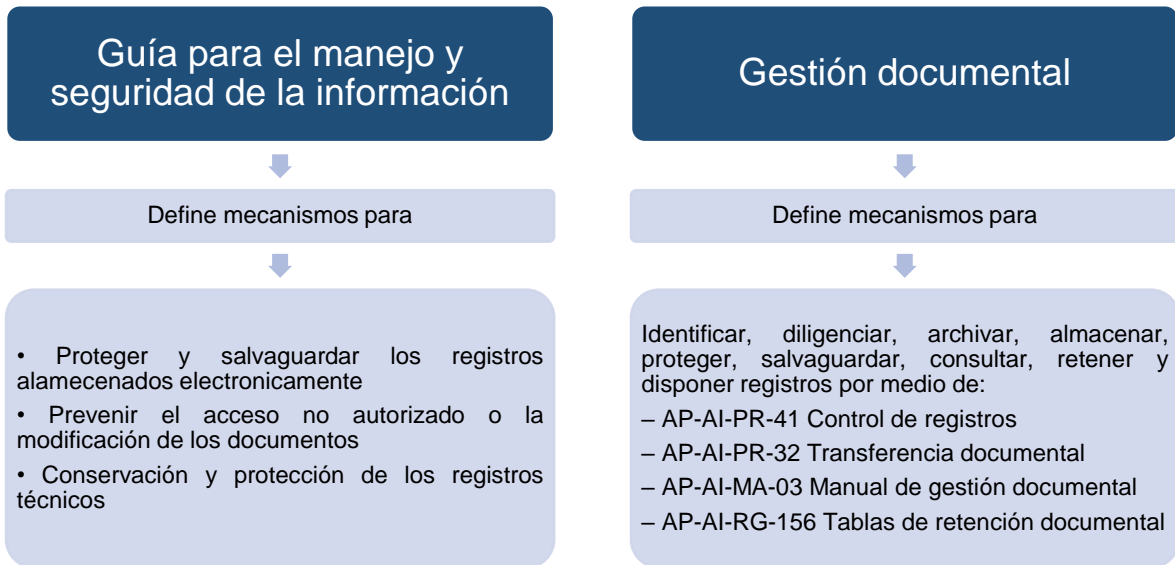 Guía para el manejo y
seguridad de la información
Define mecanismos para
• Proteger y salvaguardar los registros
alamecenados electronicamente
• Prevenir el acceso no autorizado o la
modificación de los documentos
• Conservación y protección de los registros
técnicos
Gestión documental
Define mecanismos para
Identificar, diligenciar, archivar, almacenar,
proteger, salvaguardar, consultar, retener y
disponer registros por medio de:
– AP-AI-PR-41 Control de registros
– AP-AI-PR-32 Transferencia documental
– AP-AI-MA-03 Manual de gestión documental
– AP-AI-RG-156 Tablas de retención documental